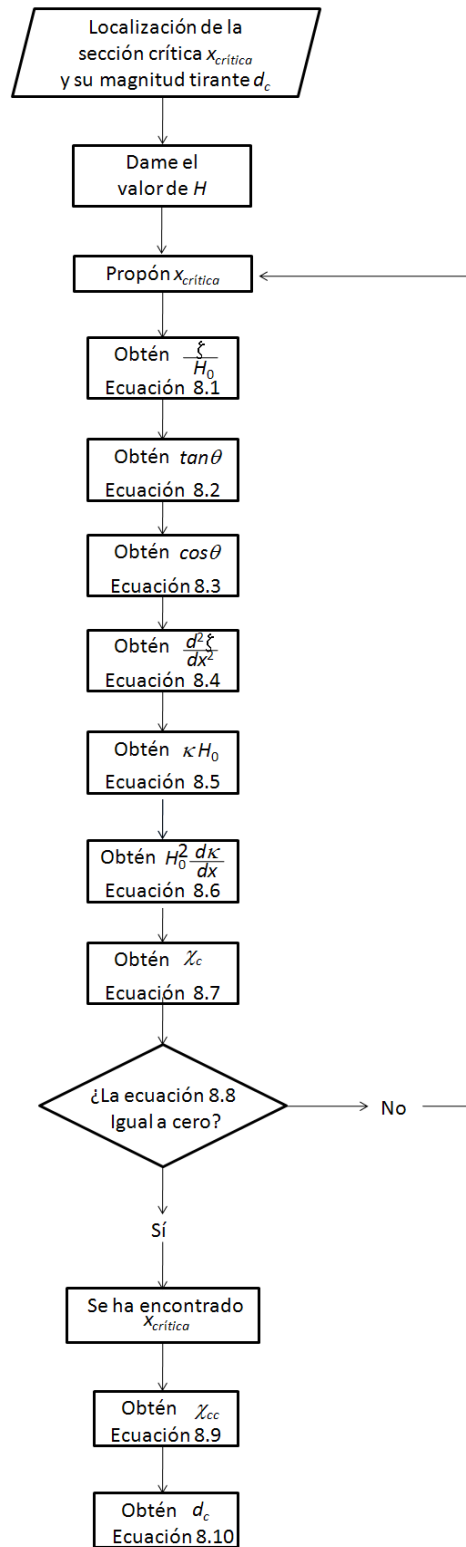 Localización de la
sección crítica x_crítica
y su magnitud tirante d_c
Dame el
valor de H
Propón x_crítica
Obtén ζ/H_0
Ecuación 8.1
Obtén tanθ
Ecuación 8.2
Obtén cosθ
Ecuación 8.3
Obtén d²ζ/dx²
Ecuación 8.4
Obtén κH_0
Ecuación 8.5
Obtén H_0² dκ/dx
Ecuación 8.6
Obtén χ_c
Ecuación 8.7
¿La ecuación 8.8
Igual a cero?
No
Sí
Se ha encontrado
x_crítica
Obtén χ_cc
Ecuación 8.9
Obtén d_c
Ecuación 8.10